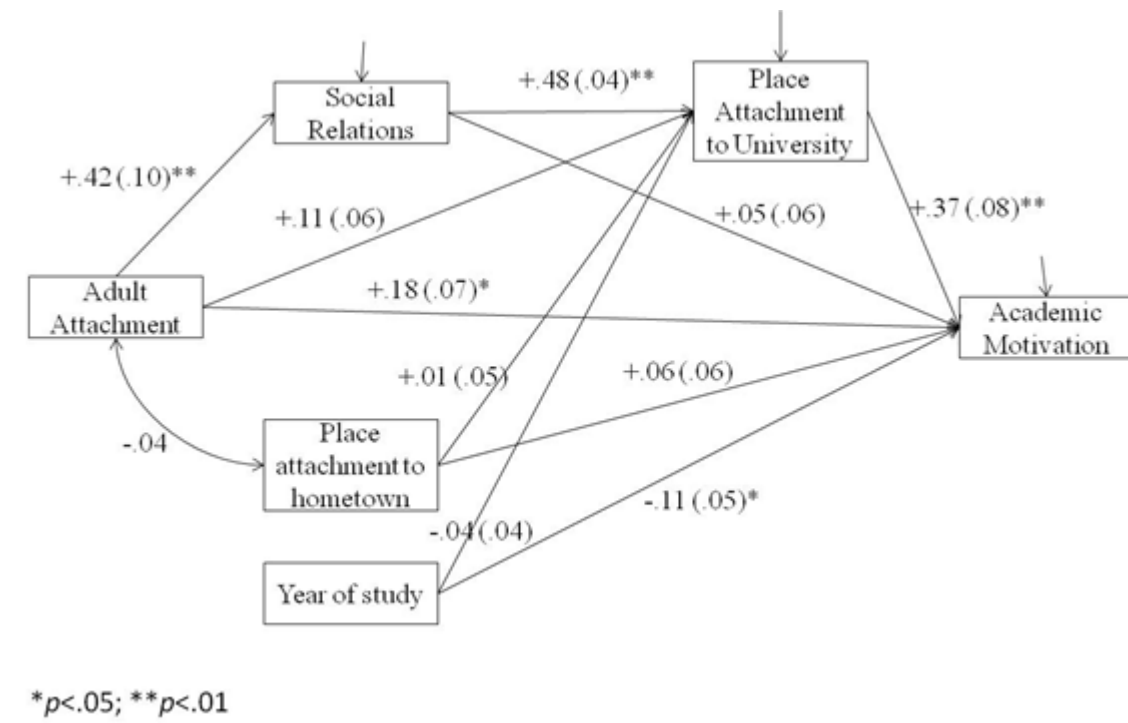 +.48 (.04)**
Place
Attachment
to University
Social
Relations
+.42 (.10)**
+.11 (.06)
+.05 (.06)
+.37 (.08)**
Adult
Attachment
+.18 (.07)*
Academic
Motivation
+.01 (.05)
+.06 (.06)
-.04
Place
attachment to
hometown
-.04 (.04)
-.11 (.05)*
Year of study
*p<.05; **p<.01